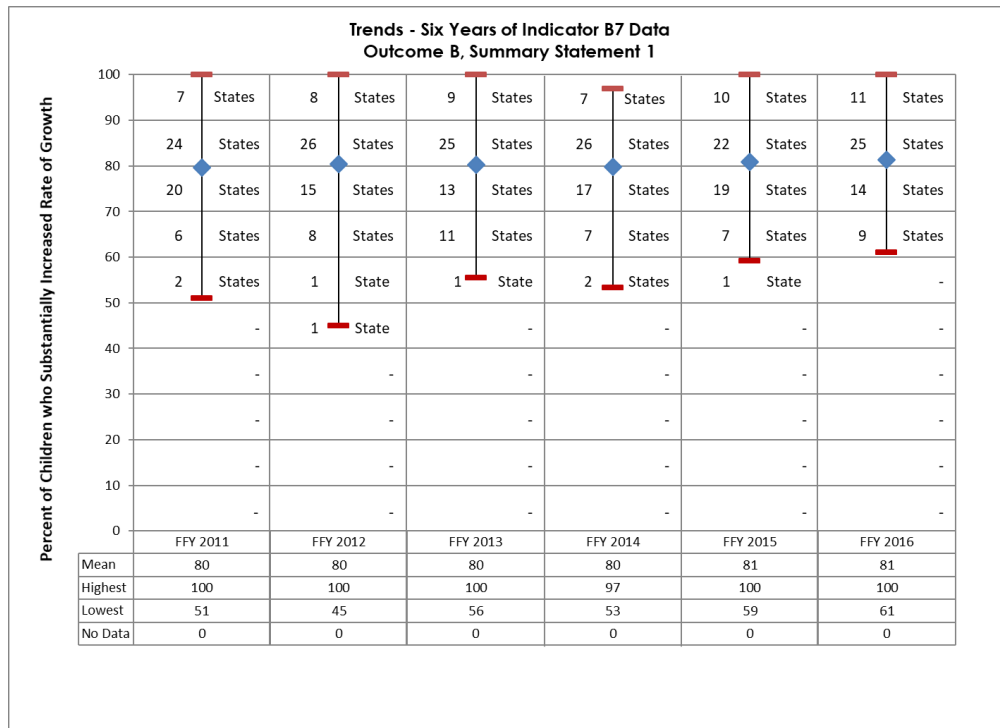 Trends - Six Years of Indicator B7 Data
Outcome B, Summary Statement 1
Percent of Children who Substantially Increased Rate of Growth
100
7 States 8 States 9 States 7 States 10 States 11 States
90
24 States 26 States 25 States 26 States 22 States 25 States
80
20 States 15 States 13 States 17 States 19 States 14 States
70
6 States 8 States 11 States 7 States 7 States 9 States
60
2 States 1 State 1 State 2 States 1 State -
50
- 1 State - - - -
40
- - - - - -
30
- - - - - -
20
- - - - - -
10
- - - - - -
0
FFY 2011 FFY 2012 FFY 2013 FFY 2014 FFY 2015 FFY 2016
Mean 80 80 80 80 81 81
Highest 100 100 100 97 100 100
Lowest 51 45 56 53 59 61
No Data 0 0 0 0 0 0